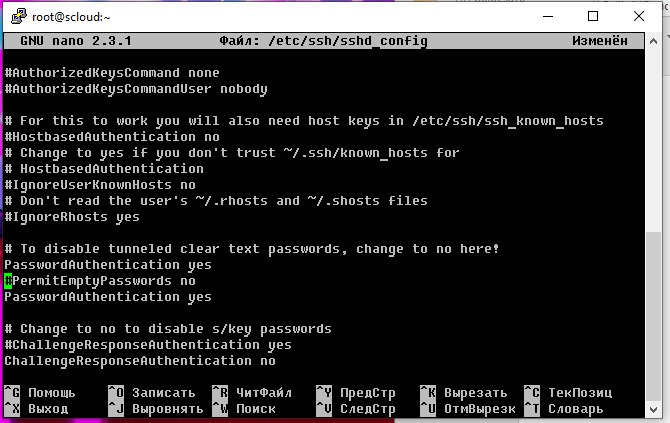 root@scloud:~
GNU nano 2.3.1 Файл: /etc/ssh/sshd_config Изменён
#AuthorizedKeysCommand none
#AuthorizedKeysCommandUser nobody
# For this to work you will also need host keys in /etc/ssh/ssh_known_hosts
#HostbasedAuthentication no
# Change to yes if you don't trust ~/.ssh/known_hosts for
# HostbasedAuthentication
#IgnoreUserKnownHosts no
# Don't read the user's ~/.rhosts and ~/.shosts files
#IgnoreRhosts yes
# To disable tunneled clear text passwords, change to no here!
PasswordAuthentication yes
#PermitEmptyPasswords no
PasswordAuthentication yes
# Change to no to disable s/key passwords
#ChallengeResponseAuthentication yes
ChallengeResponseAuthentication no
^G Помощь ^O Записать ^R ЧитФайл ^Y ПредСтр ^K Вырезать ^C ТекПозиц
^X Выход ^J Выровнять ^W Поиск ^V СледСтр ^U ОтмВырезк ^T Словарь